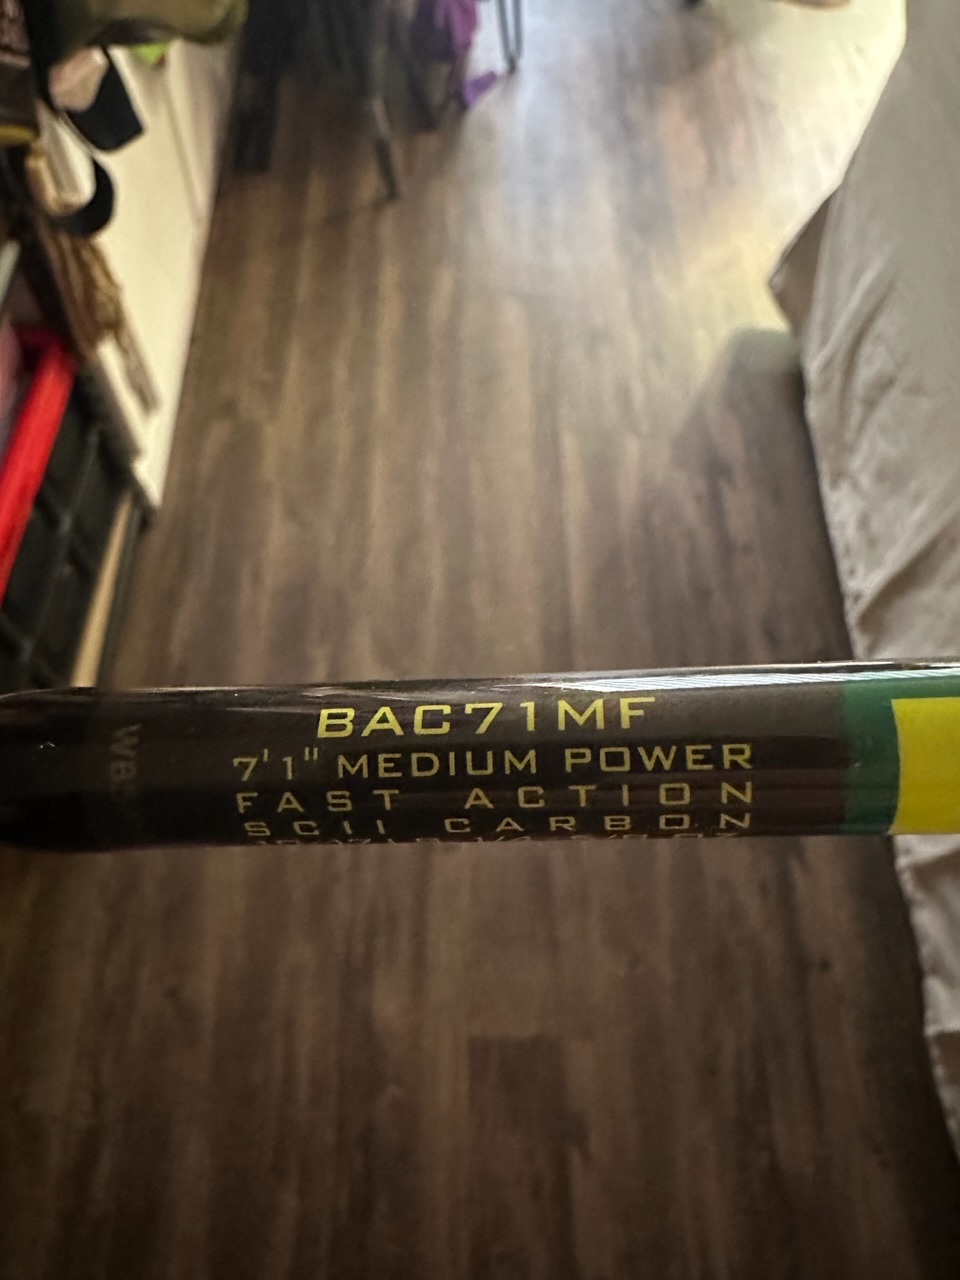 BAC71MF
7'1" MEDIUM POWER
FAST ACTION
SCII CARBON